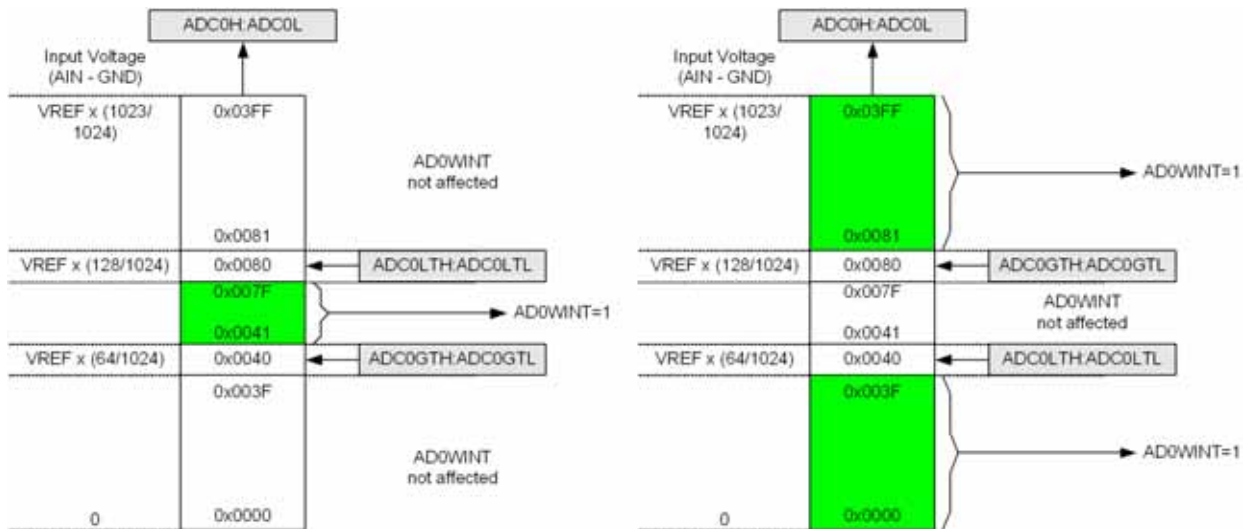 ADC0H:ADC0L
Input Voltage
(AIN - GND)
VREF x (1023/
1024)
0x03FF
AD0WINT
not affected
0x0081
VREF x (128/1024)
0x0080
ADC0LTH:ADC0LTL
0x007F
AD0WINT=1
0x0041
VREF x (64/1024)
0x0040
ADC0GTH:ADC0GTL
0x003F
AD0WINT
not affected
0
0x0000
ADC0H:ADC0L
Input Voltage
(AIN - GND)
VREF x (1023/
1024)
0x03FF
AD0WINT=1
0x0081
VREF x (128/1024)
0x0080
ADC0GTH:ADC0GTL
0x007F
AD0WINT
not affected
0x0041
VREF x (64/1024)
0x0040
ADC0LTH:ADC0LTL
0x003F
AD0WINT=1
0
0x0000